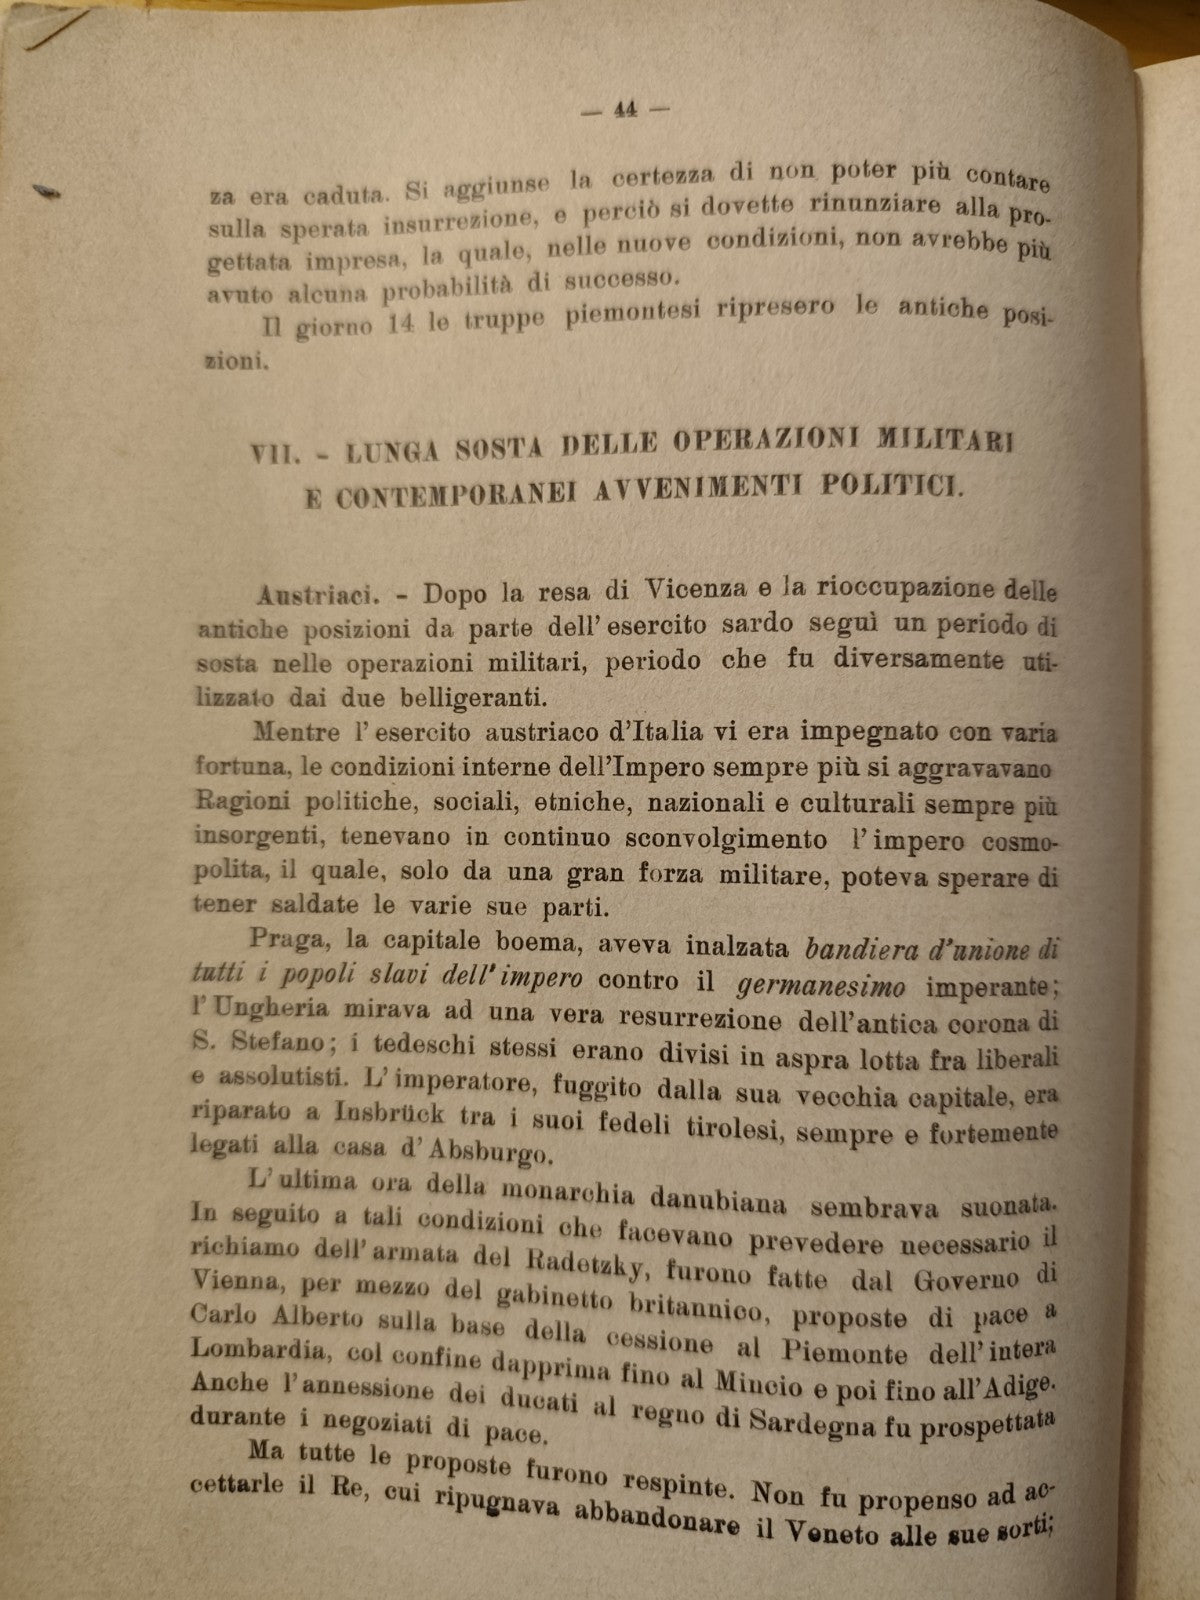 — 44 —
za era caduta. Si aggiunse la certezza di non poter più contare
sulla sperata insurrezione, e perciò si dovette rinunziare alla pro-
gettata impresa, la quale, nelle nuove condizioni, non avrebbe più
avuto alcuna probabilità di successo.
Il giorno 14 le truppe piemontesi ripresero le antiche posi-
zioni.
VII. - LUNGA SOSTA DELLE OPERAZIONI MILITARI
E CONTEMPORANEI AVVENIMENTI POLITICI.
Austriaci. - Dopo la resa di Vicenza e la rioccupazione delle
antiche posizioni da parte dell' esercito sardo seguì un periodo di
sosta nelle operazioni militari, periodo che fu diversamente uti-
lizzato dai due belligeranti.
Mentre l' esercito austriaco d'Italia vi era impegnato con varia
fortuna, le condizioni interne dell'Impero sempre più si aggravavano
Ragioni politiche, sociali, etniche, nazionali e culturali sempre più
insorgenti, tenevano in continuo sconvolgimento l' impero cosmo-
polita, il quale, solo da una gran forza militare, poteva sperare di
tener saldate le varie sue parti.
Praga, la capitale boema, aveva inalzata bandiera d'unione di
tutti i popoli slavi dell' impero contro il germanesimo imperante;
l' Ungheria mirava ad una vera resurrezione dell'antica corona di
S. Stefano; i tedeschi stessi erano divisi in aspra lotta fra liberali
e assolutisti. L' imperatore, fuggito dalla sua vecchia capitale, era
riparato a Insbrück tra i suoi fedeli tirolesi, sempre e fortemente
legati alla casa d' Absburgo.
L' ultima ora della monarchia danubiana sembrava suonata.
In seguito a tali condizioni che facevano prevedere necessario il
richiamo dell' armata del Radetzky, furono fatte dal Governo di
Vienna, per mezzo del gabinetto britannico, proposte di pace a
Carlo Alberto sulla base della cessione al Piemonte dell' intera
Lombardia, col confine dapprima fino al Mincio e poi fino all'Adige.
Anche l'annessione dei ducati al regno di Sardegna fu prospettata
durante i negoziati di pace.
Ma tutte le proposte furono respinte. Non fu propenso ad ac-
cettarle il Re, cui ripugnava abbandonare il Veneto alle sue sorti;